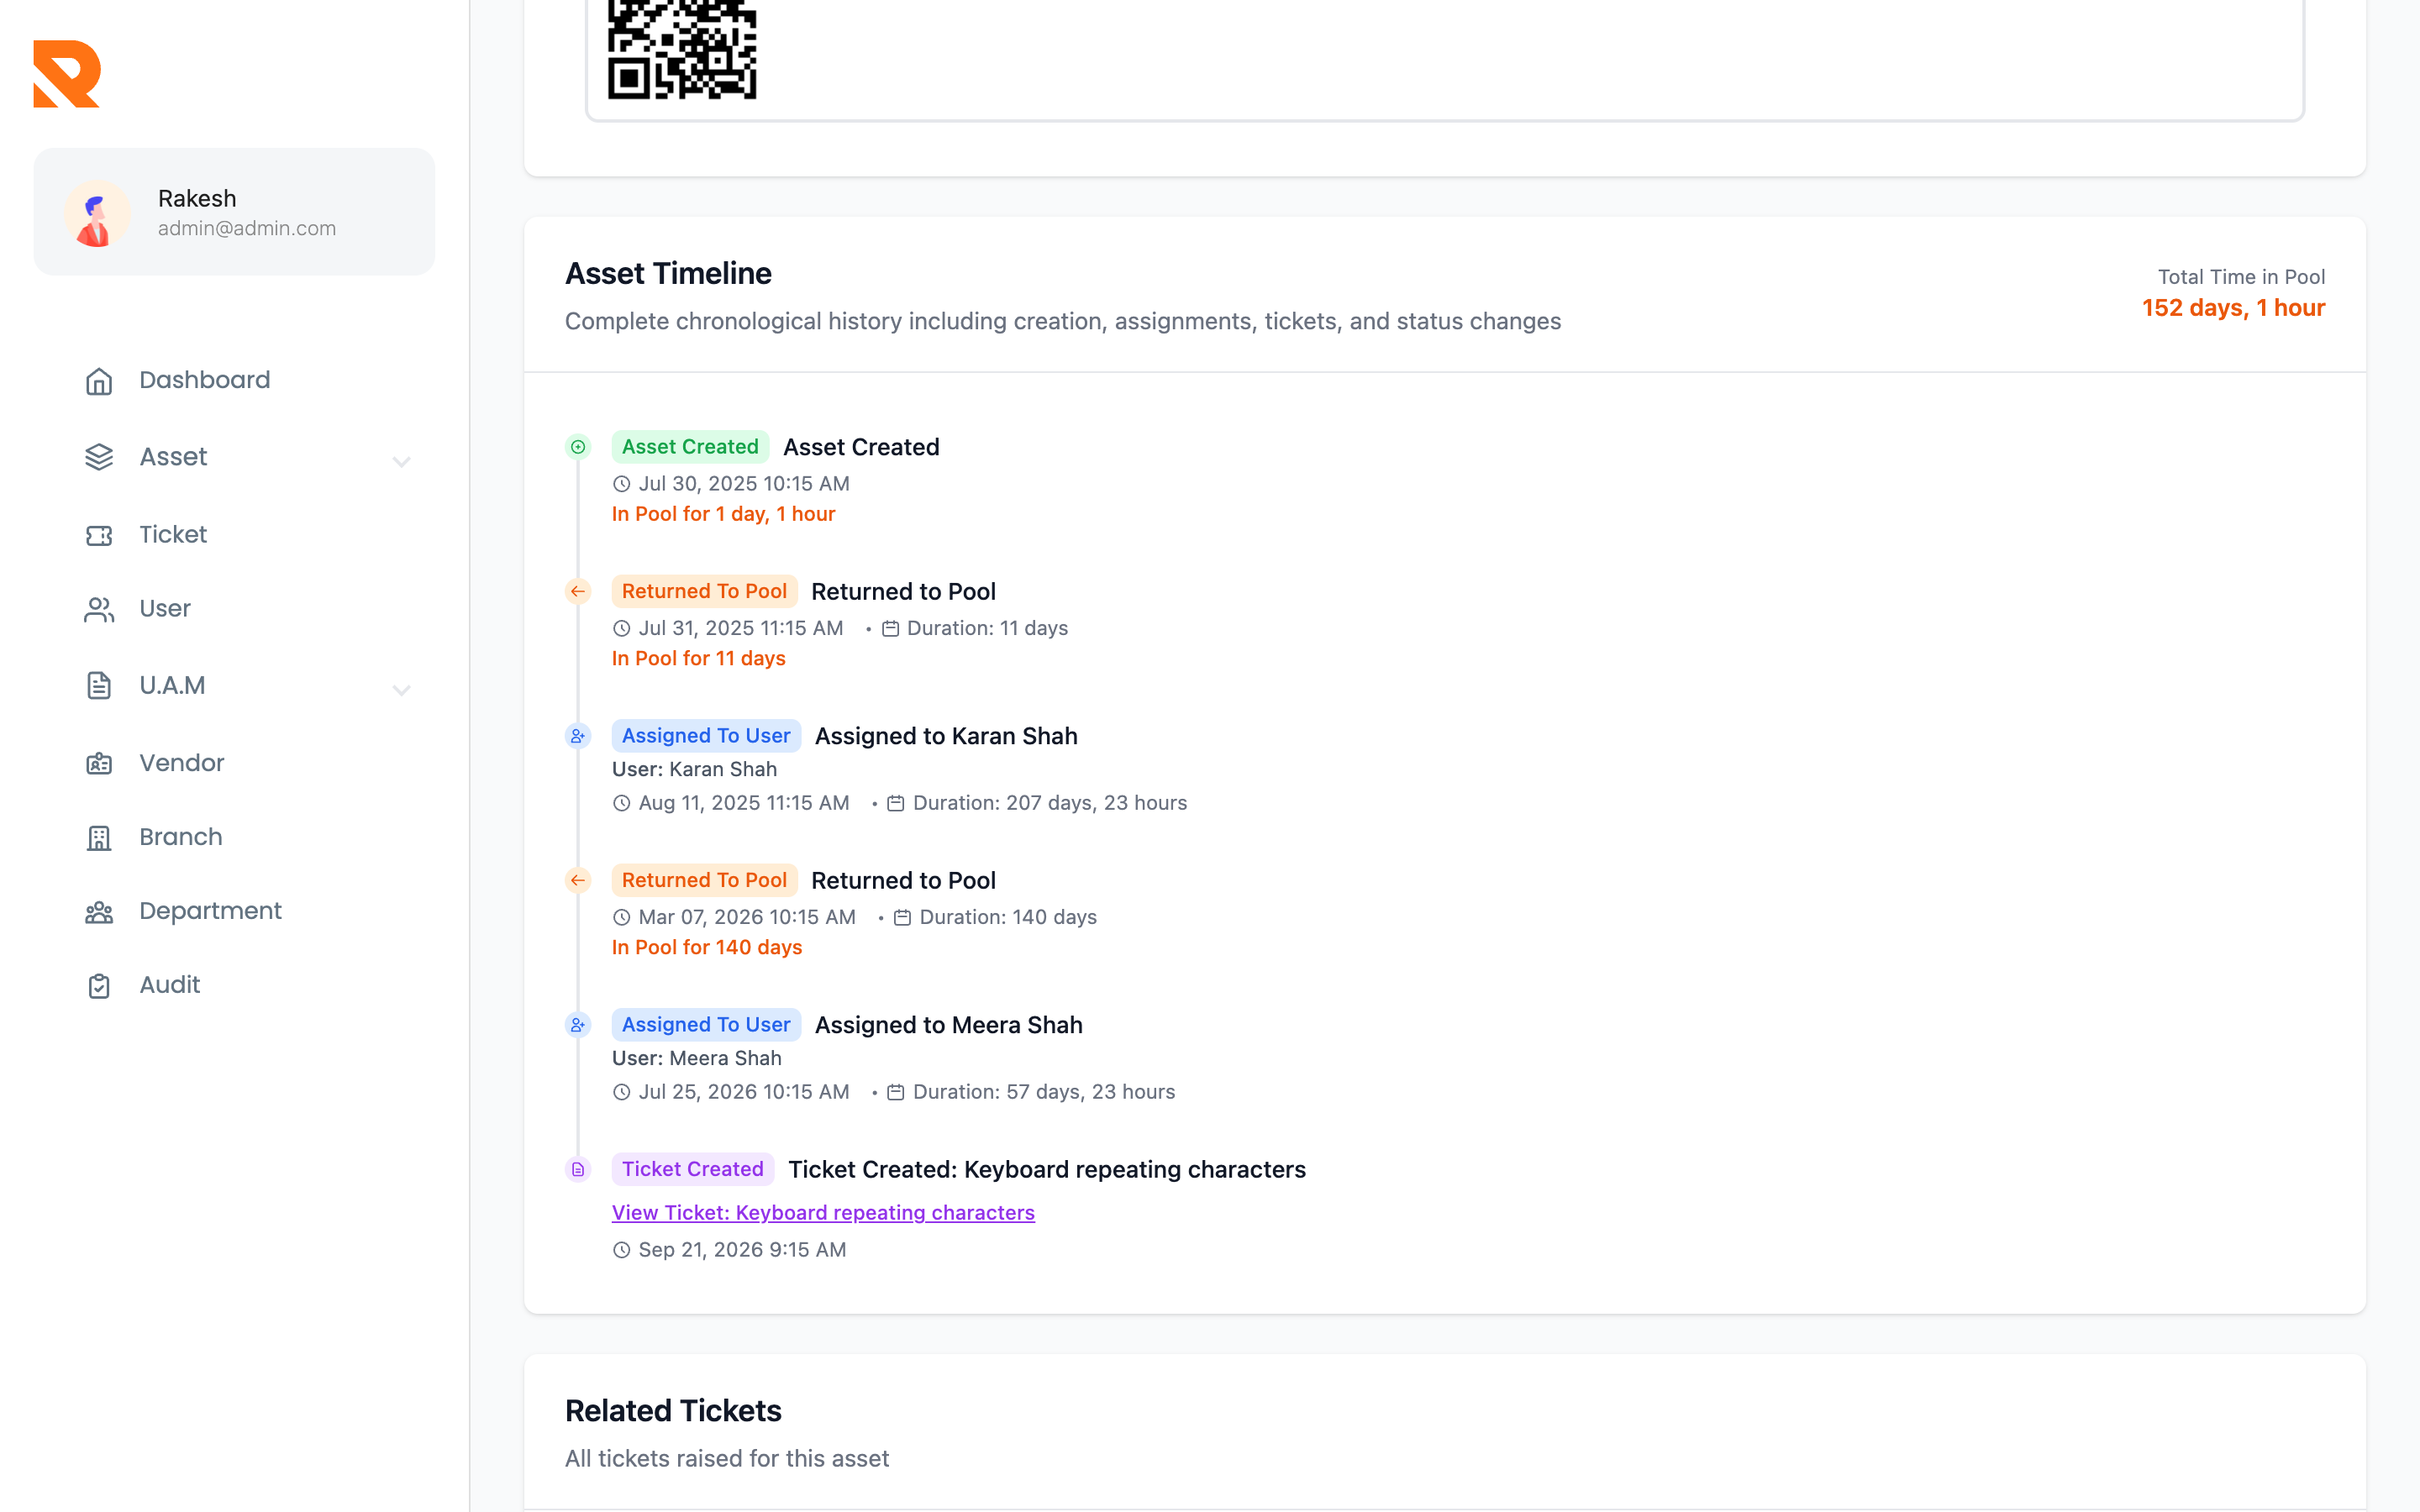 Rakesh
admin@admin.com
Dashboard
Asset
Ticket
User
U.A.M
Vendor
Branch
Department
Audit
Asset Timeline
Complete chronological history including creation, assignments, tickets, and status changes
Total Time in Pool
152 days, 1 hour
Asset Created Asset Created
Jul 30, 2025 10:15 AM
In Pool for 1 day, 1 hour
Returned To Pool Returned to Pool
Jul 31, 2025 11:15 AM • Duration: 11 days
In Pool for 11 days
Assigned To User Assigned to Karan Shah
User: Karan Shah
Aug 11, 2025 11:15 AM • Duration: 207 days, 23 hours
Returned To Pool Returned to Pool
Mar 07, 2026 10:15 AM • Duration: 140 days
In Pool for 140 days
Assigned To User Assigned to Meera Shah
User: Meera Shah
Jul 25, 2026 10:15 AM • Duration: 57 days, 23 hours
Ticket Created Ticket Created: Keyboard repeating characters
View Ticket: Keyboard repeating characters
Sep 21, 2026 9:15 AM
Related Tickets
All tickets raised for this asset